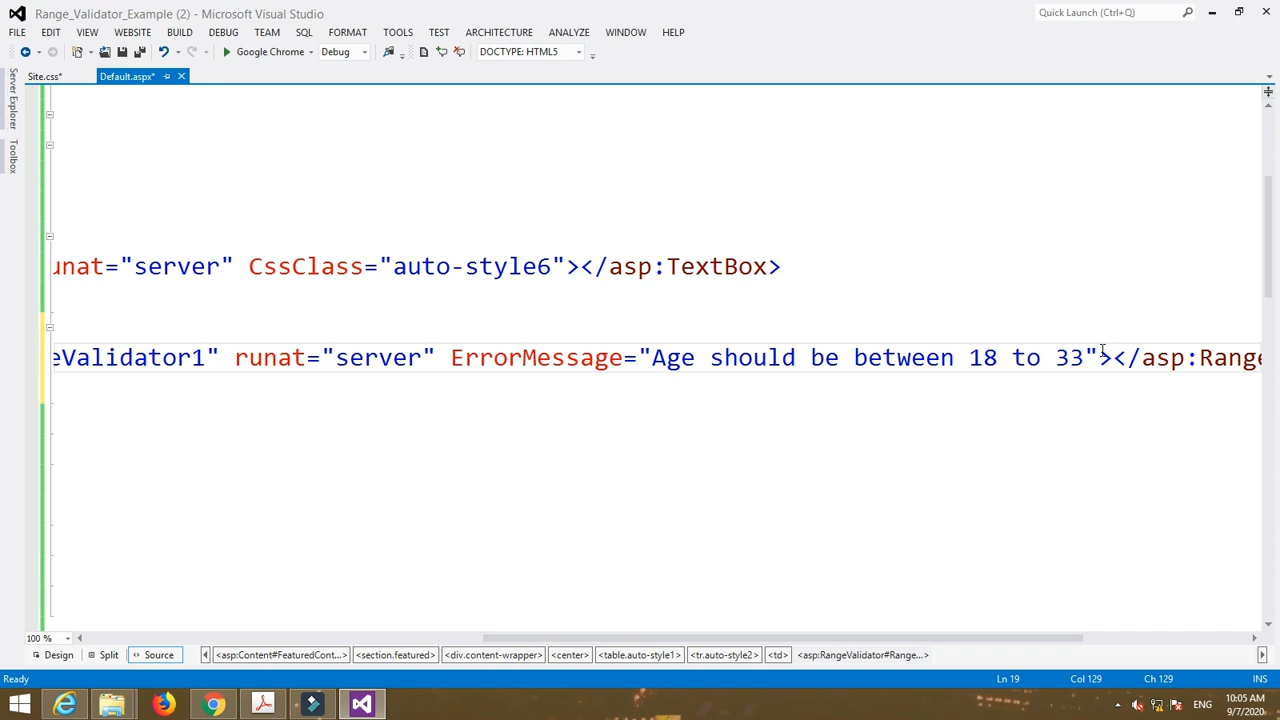 Range_Validator_Example (2) - Microsoft Visual Studio
Quick Launch (Ctrl+Q)
FILE EDIT VIEW WEBSITE BUILD DEBUG TEAM SQL FORMAT TOOLS TEST ARCHITECTURE ANALYZE WINDOW HELP
Google Chrome Debug DOCTYPE: HTML5
Site.css* Default.aspx*
Server Explorer
Toolbox
unat="server" CssClass="auto-style6"></asp:TextBox>
eValidator1" runat="server" ErrorMessage="Age should be between 18 to 33"></asp:Range
100 %
Design Split Source <asp:Content#FeaturedCont...> <section.featured> <div.content-wrapper> <center> <table.auto-style1> <tr.auto-style2> <td> <asp:RangeValidator#Range...>
Ready Ln 19 Col 129 Ch 129 INS
ENG 10:05 AM
9/7/2020